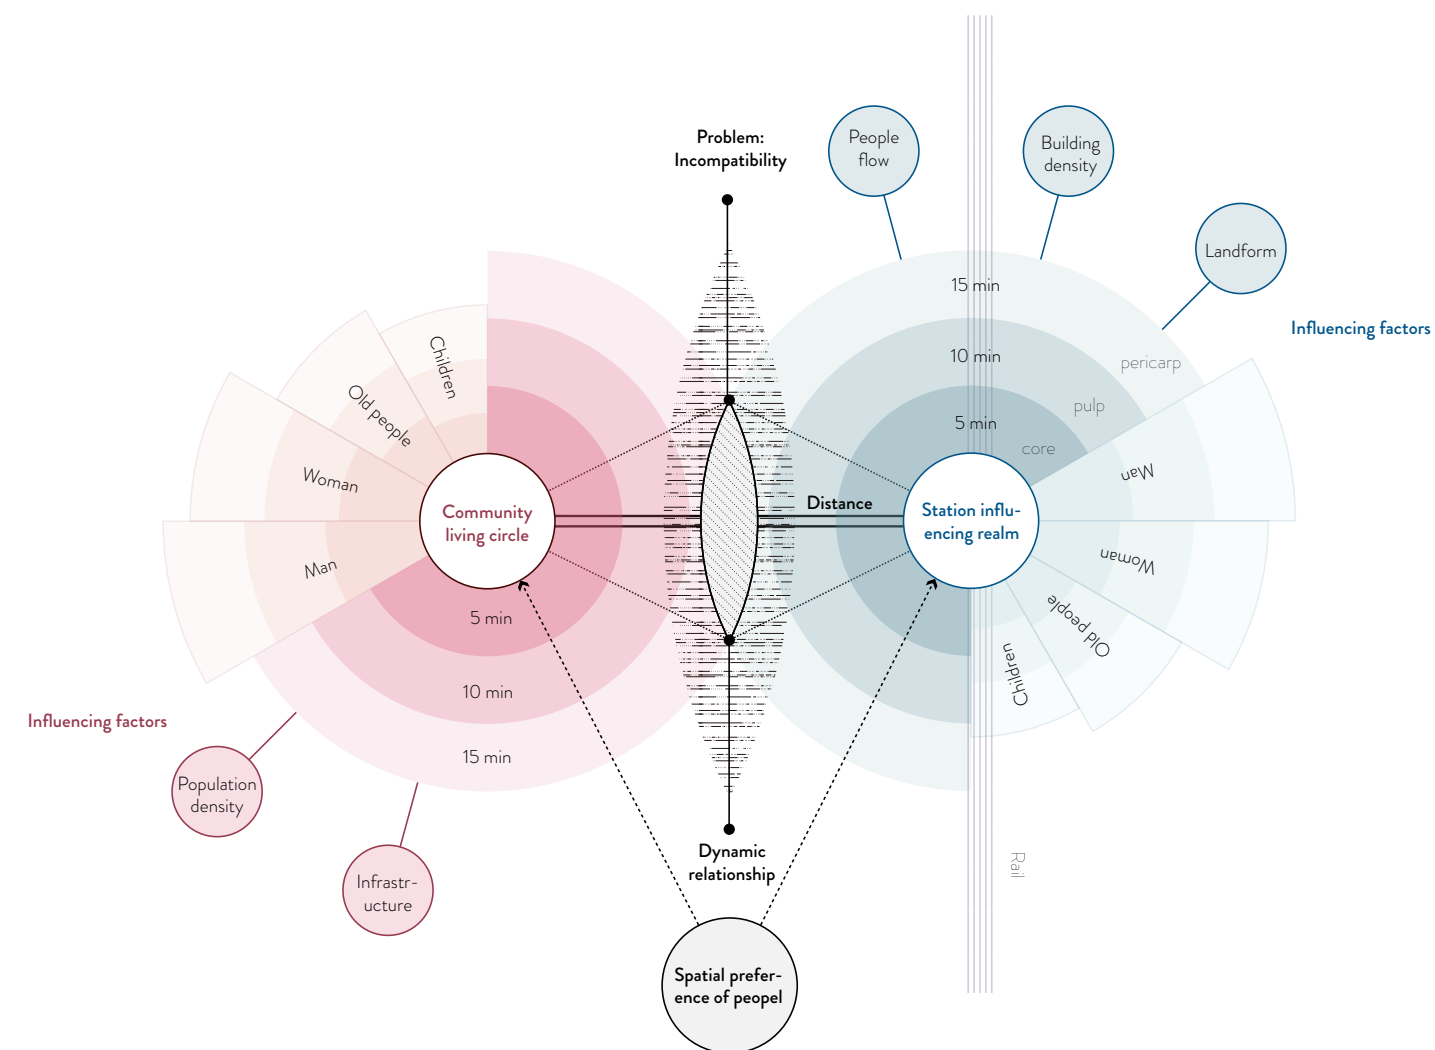 Problem:
Incompatibility
People
flow
Building
density
Landform
Influencing factors
15 min
10 min
5 min
pericarp
pulp
core
Man
Woman
Old people
Children
Children
Old people
Woman
Man
Community
living circle
Distance
Station influ-
encing realm
5 min
10 min
15 min
Influencing factors
Population
density
Infrastr-
ucture
Dynamic
relationship
Rail
Spatial prefer-
ence of peopel